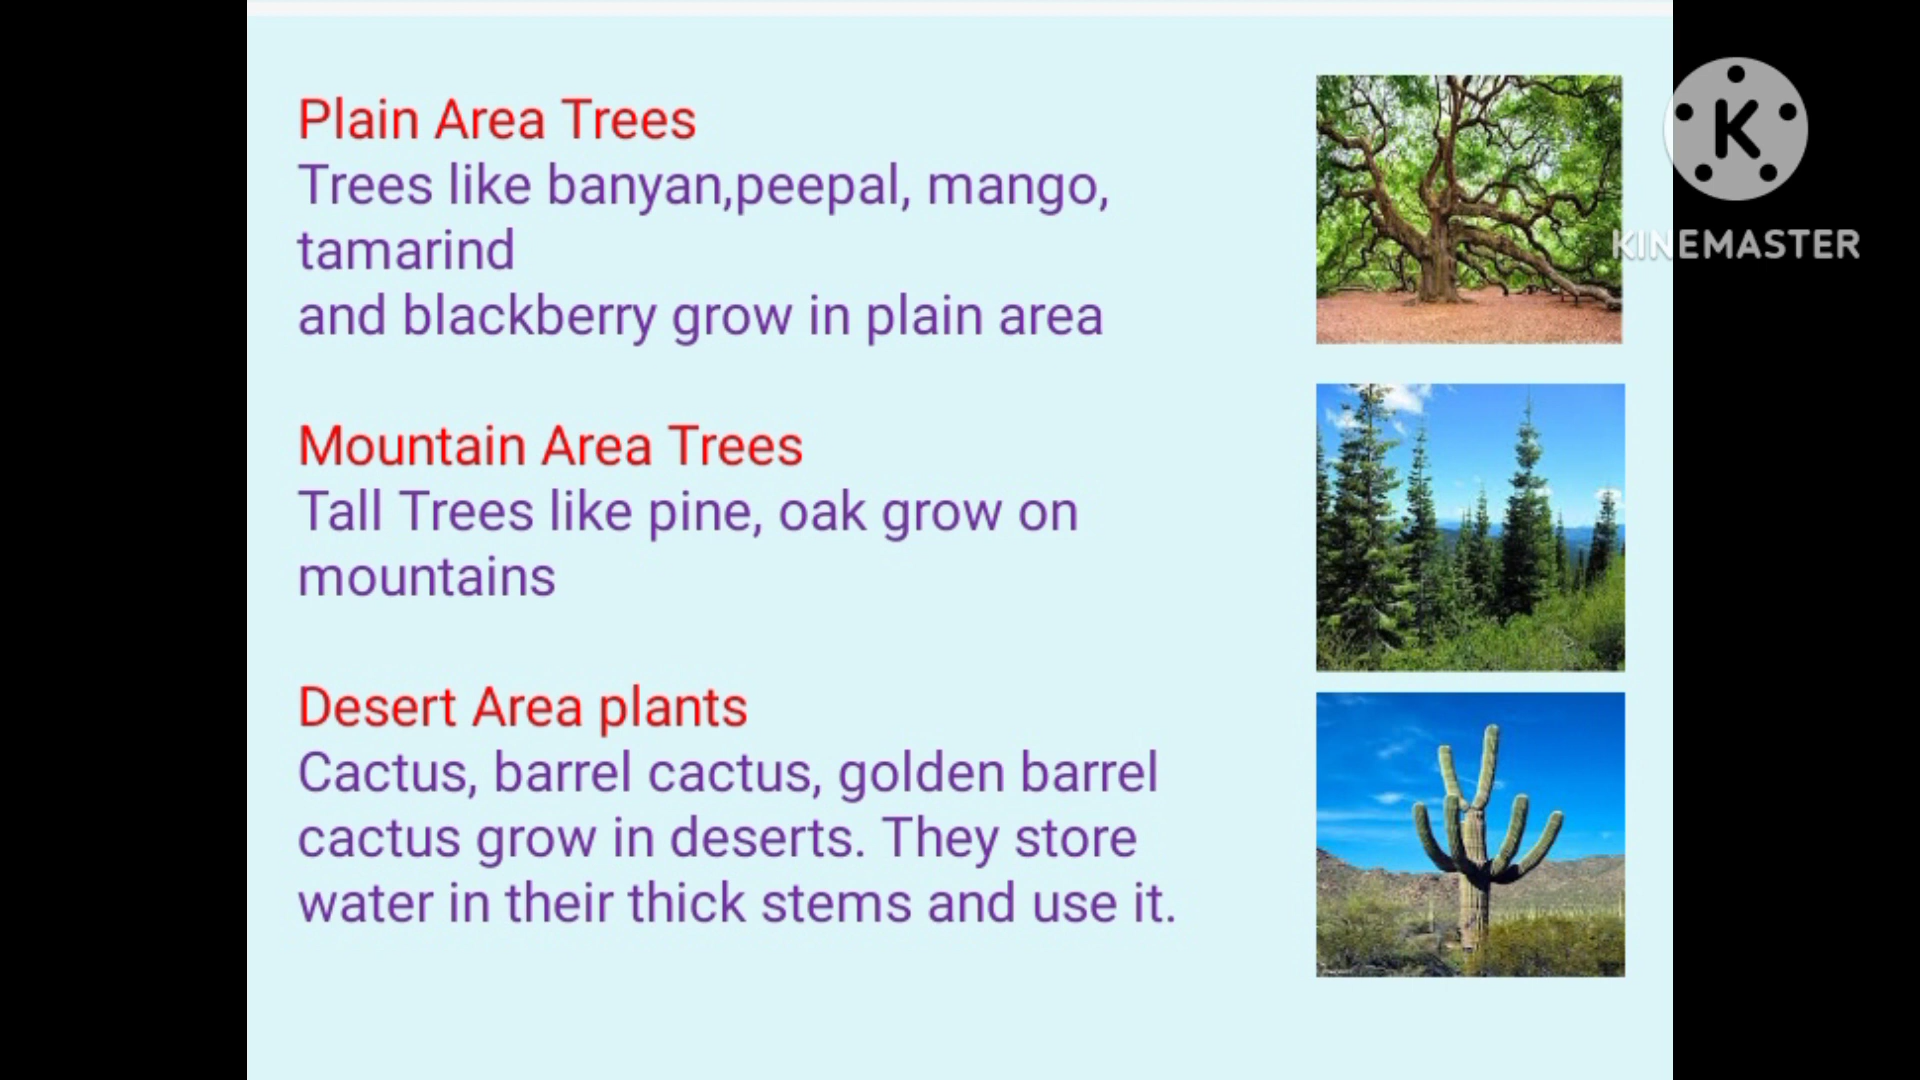 Plain Area Trees
Trees like banyan,peepal, mango,
tamarind
and blackberry grow in plain area
Mountain Area Trees
Tall Trees like pine, oak grow on
mountains
Desert Area plants
Cactus, barrel cactus, golden barrel
cactus grow in deserts. They store
water in their thick stems and use it.
K
KINEMASTER